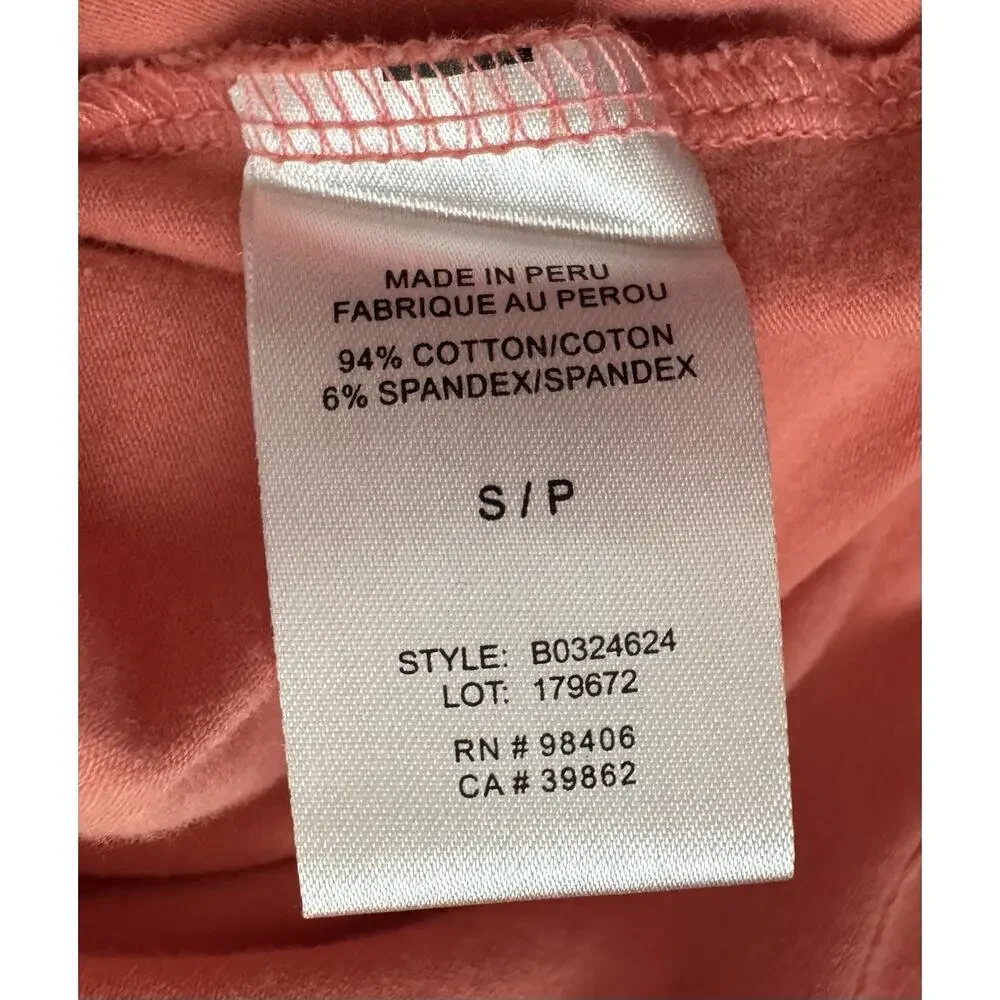 MADE IN PERU
FABRIQUE AU PEROU
94% COTTON/COTON
6% SPANDEX/SPANDEX
S / P
STYLE: B0324624
LOT: 179672
RN # 98406
CA # 39862